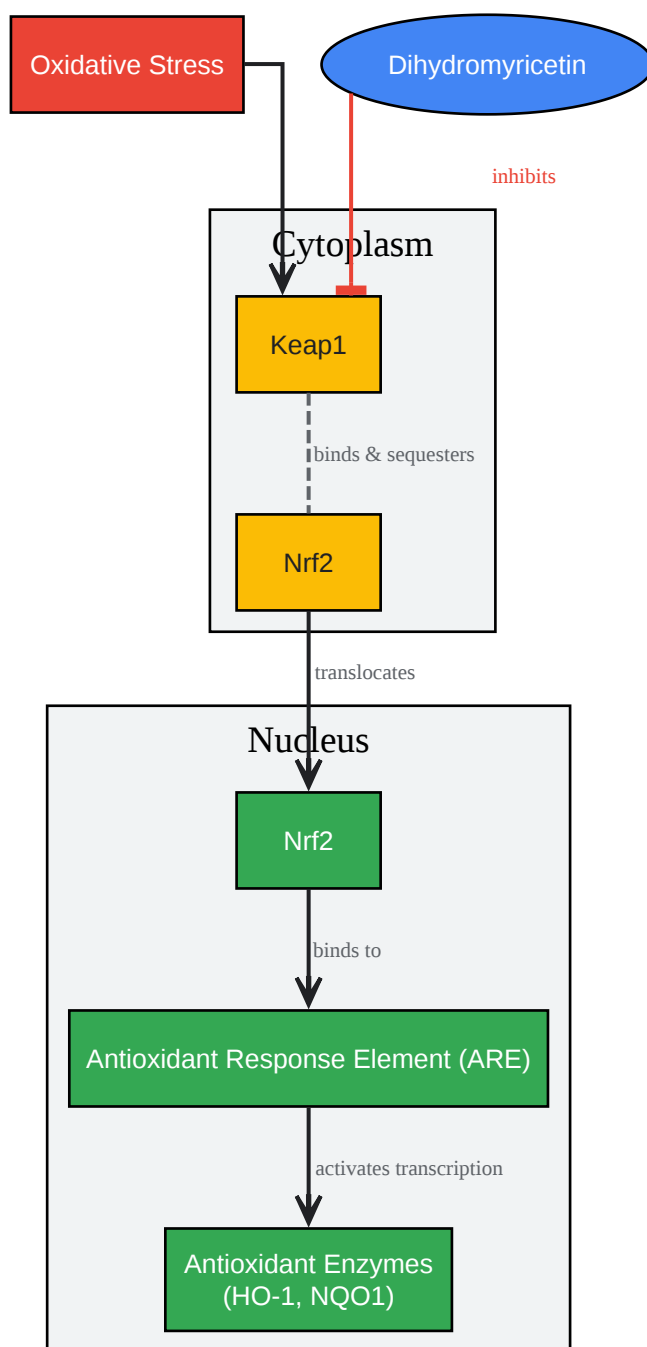 Oxidative Stress
Dihydromyricetin
inhibits
Cytoplasm
Keap1
binds & sequesters
Nrf2
translocates
Nucleus
Nrf2
binds to
Antioxidant Response Element (ARE)
activates transcription
Antioxidant Enzymes
(HO-1, NQO1)